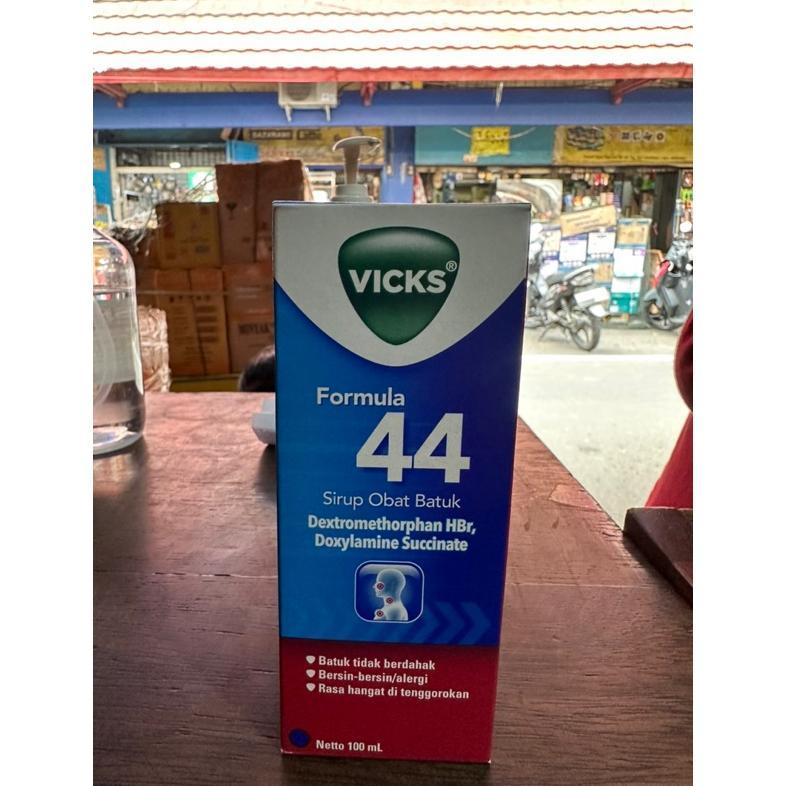 VICKS®
Formula
44
Sirup Obat Batuk
Dextromethorphan HBr,
Doxylamine Succinate
Batuk tidak berdahak
Bersin-bersin/alergi
Rasa hangat di tenggorokan
Netto 100 mL